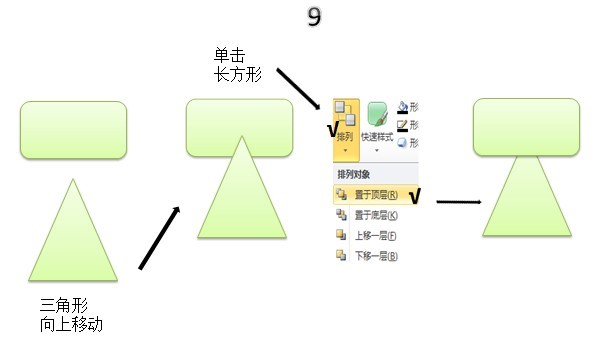 9
单击
长方形
√
排列
快速样式
形
形
形
排列对象
置于顶层(R) √
置于底层(K)
上移一层(F)
下移一层(B)
三角形
向上移动